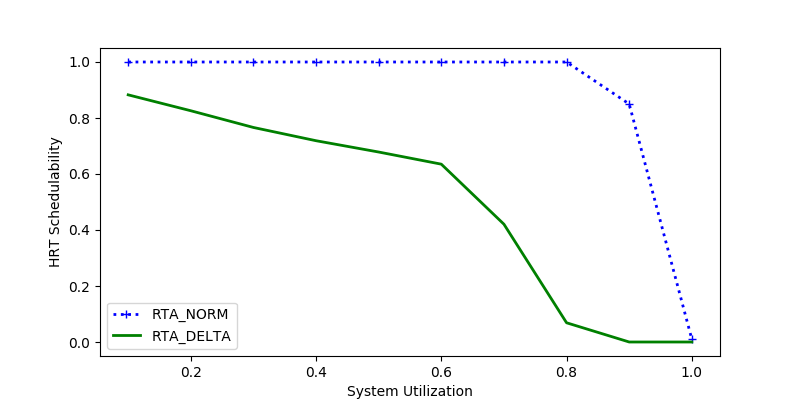 1.0
0.8
0.6
0.4
0.2
0.0
HRT Schedulability
RTA_NORM
RTA_DELTA
0.2 0.4 0.6 0.8 1.0
System Utilization